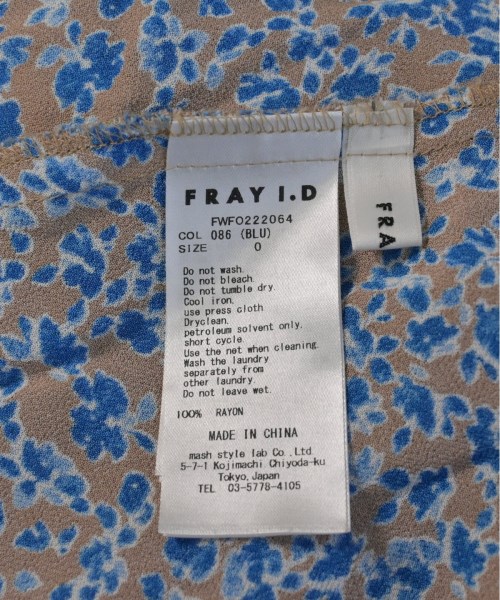 FRAY I.D
FWFO222064
COL 086 (BLU)
SIZE 0
Do not wash.
Do not bleach.
Do not tumble dry.
Cool iron.
use press cloth
Dryclean.
petroleum solvent only.
short cycle.
Use the net when cleaning.
Wash the laundry
separately from
other laundry.
Do not leave wet.
100% RAYON
MADE IN CHINA
mash style lab Co.,Ltd
5-7-1 Kojimachi Chiyoda-ku
Tokyo,Japan
TEL 03-5778-4105
FRA